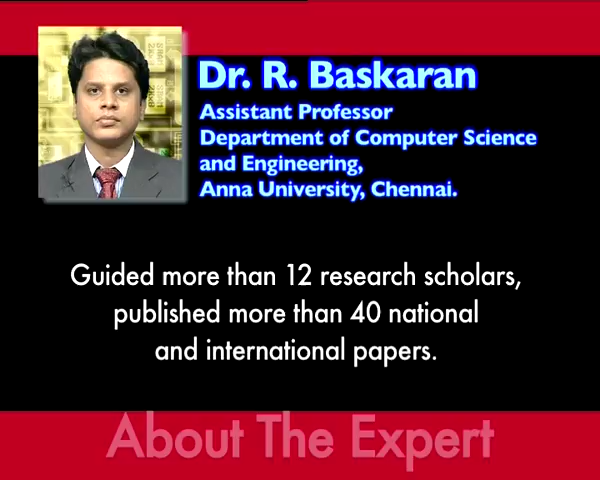 Dr. R. Baskaran
Assistant Professor
Department of Computer Science
and Engineering,
Anna University, Chennai.
Guided more than 12 research scholars,
published more than 40 national
and international papers.
About The Expert